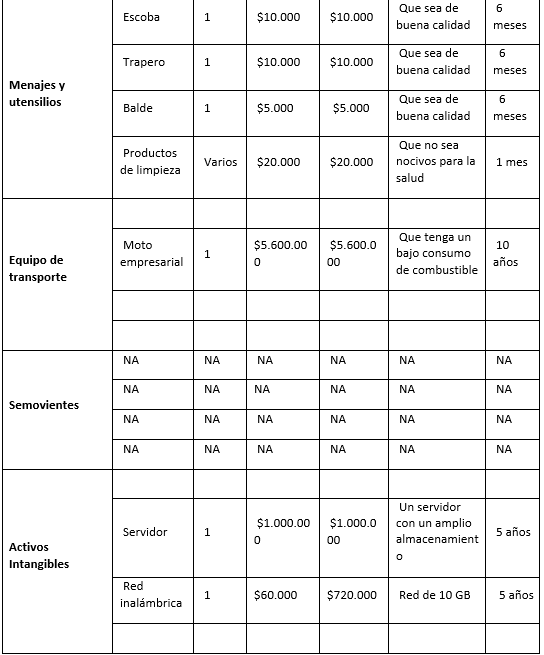 Menajes y
utensilios
Escoba 1 $10.000 $10.000 Que sea de
buena calidad 6
meses
Trapero 1 $10.000 $10.000 Que sea de
buena calidad 6
meses
Balde 1 $5.000 $5.000 Que sea de
buena calidad 6
meses
Productos
de limpieza Varios $20.000 $20.000 Que no sea
nocivos para la
salud 1 mes
Equipo de
transporte
Moto
empresarial 1 $5.600.00
0 $5.600.0
00 Que tenga un
bajo consumo
de combustible 10
años
Semovientes
NA NA NA NA NA NA
NA NA NA NA NA NA
NA NA NA NA NA NA
NA NA NA NA NA NA
Activos
Intangibles
Servidor 1 $1.000.00
0 $1.000.0
00 Un servidor
con un amplio
almacenamient
o 5 años
Red
inalámbrica 1 $60.000 $720.000 Red de 10 GB 5 años